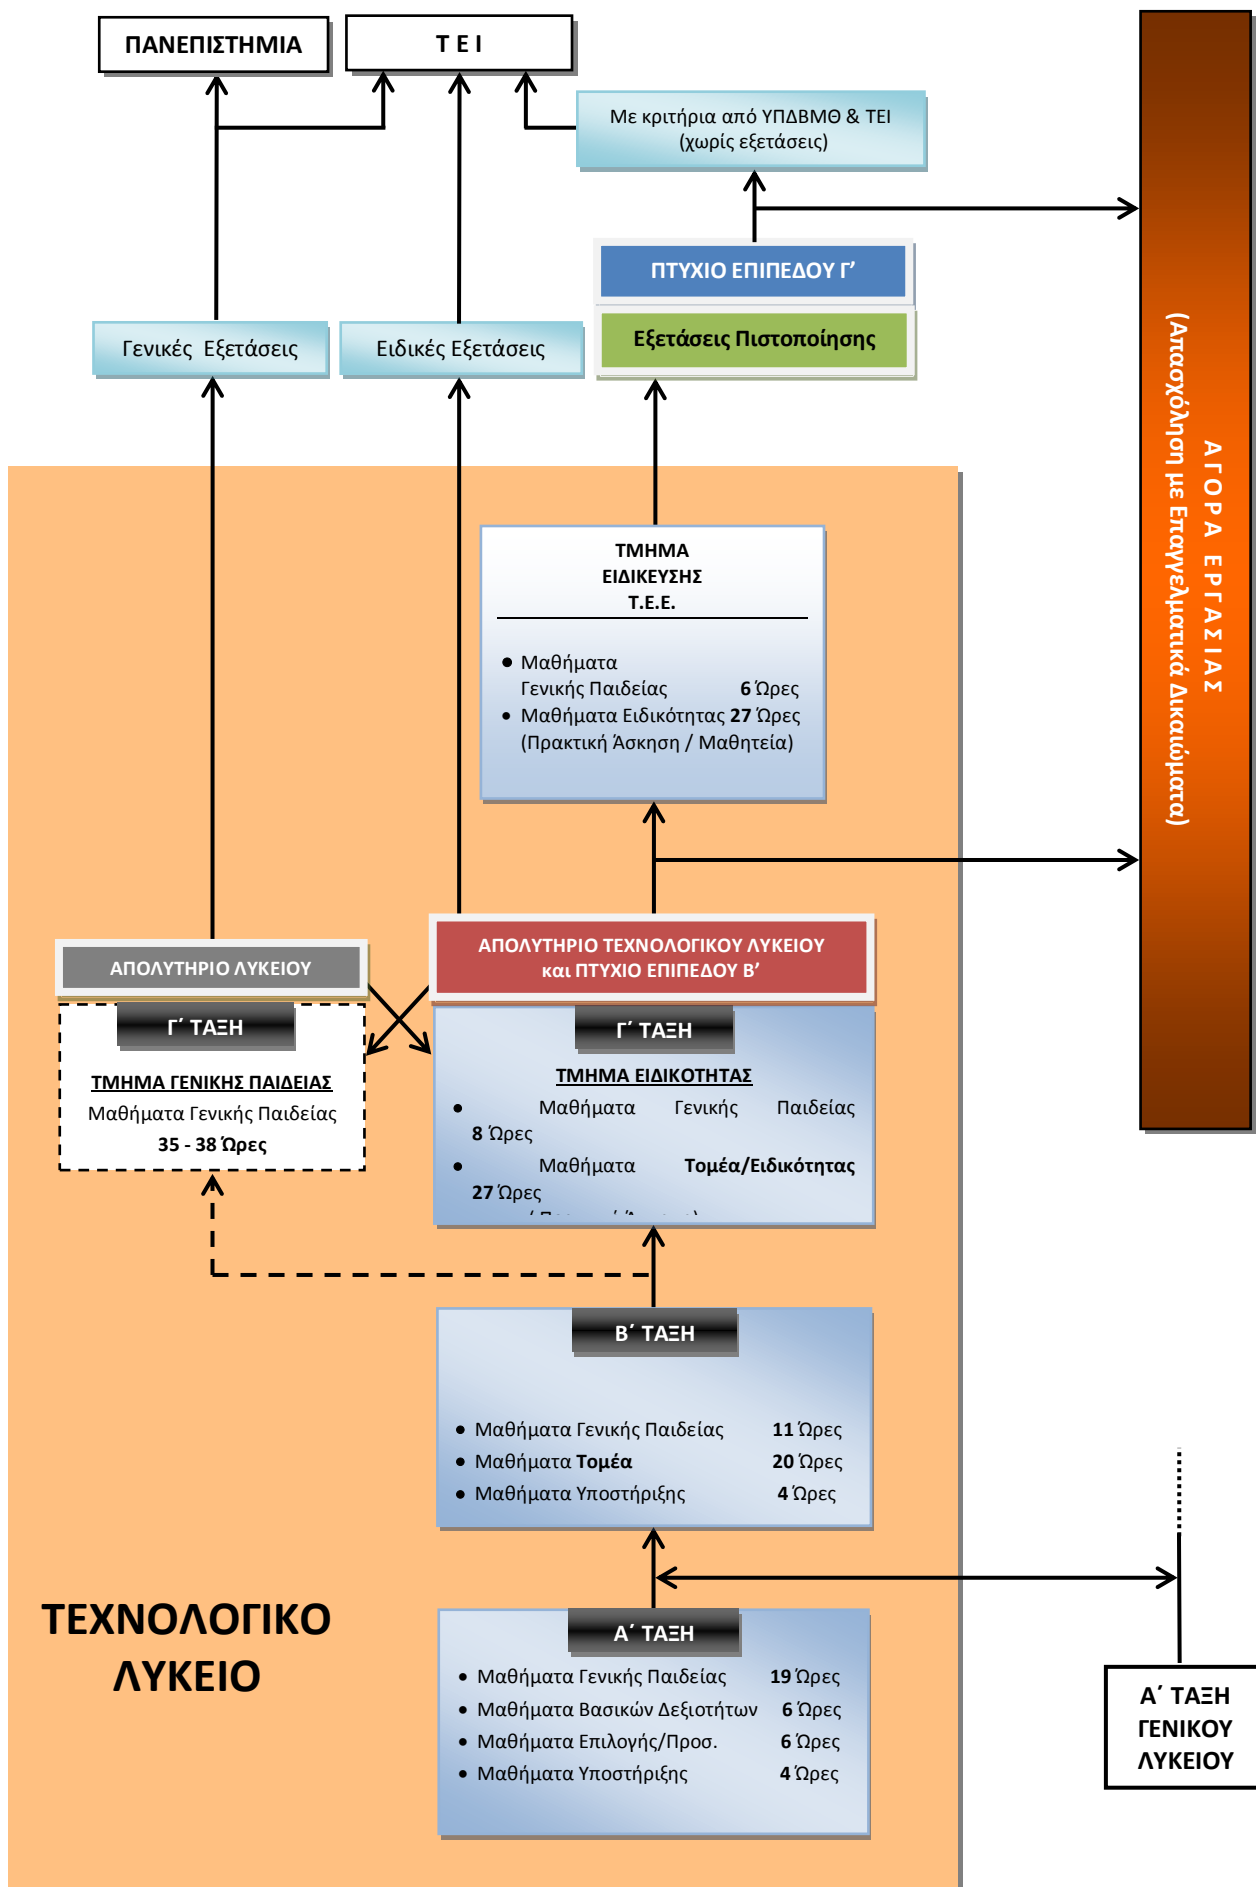 ΠΑΝΕΠΙΣΤΗΜΙΑ
Τ Ε Ι
Με κριτήρια από ΥΠΔΒΜΘ & ΤΕΙ
(χωρίς εξετάσεις)
ΠΤΥΧΙΟ ΕΠΙΠΕΔΟΥ Γ’
Εξετάσεις Πιστοποίησης
Γενικές Εξετάσεις
Ειδικές Εξετάσεις
ΑΓΟΡΑ ΕΡΓΑΣΙΑΣ
(Απασχόληση με Επαγγελματικά Δικαιώματα)
ΤΜΗΜΑ
ΕΙΔΙΚΕΥΣΗΣ
Τ.Ε.Ε.
● Μαθήματα
Γενικής Παιδείας 6 Ώρες
● Μαθήματα Ειδικότητας 27 Ώρες
(Πρακτική Άσκηση / Μαθητεία)
ΑΠΟΛΥΤΗΡΙΟ ΛΥΚΕΙΟΥ
ΑΠΟΛΥΤΗΡΙΟ ΤΕΧΝΟΛΟΓΙΚΟΥ ΛΥΚΕΙΟΥ
και ΠΤΥΧΙΟ ΕΠΙΠΕΔΟΥ Β’
Γ΄ ΤΑΞΗ
ΤΜΗΜΑ ΓΕΝΙΚΗΣ ΠΑΙΔΕΙΑΣ
Μαθήματα Γενικής Παιδείας
35 - 38 Ώρες
Γ΄ ΤΑΞΗ
ΤΜΗΜΑ ΕΙΔΙΚΟΤΗΤΑΣ
● Μαθήματα Γενικής Παιδείας
8 Ώρες
● Μαθήματα Τομέα/Ειδικότητας
27 Ώρες
Β΄ ΤΑΞΗ
● Μαθήματα Γενικής Παιδείας 11 Ώρες
● Μαθήματα Τομέα 20 Ώρες
● Μαθήματα Υποστήριξης 4 Ώρες
ΤΕΧΝΟΛΟΓΙΚΟ
ΛΥΚΕΙΟ
Α΄ ΤΑΞΗ
● Μαθήματα Γενικής Παιδείας 19 Ώρες
● Μαθήματα Βασικών Δεξιοτήτων 6 Ώρες
● Μαθήματα Επιλογής/Προσ. 6 Ώρες
● Μαθήματα Υποστήριξης 4 Ώρες
Α΄ ΤΑΞΗ
ΓΕΝΙΚΟΥ
ΛΥΚΕΙΟΥ